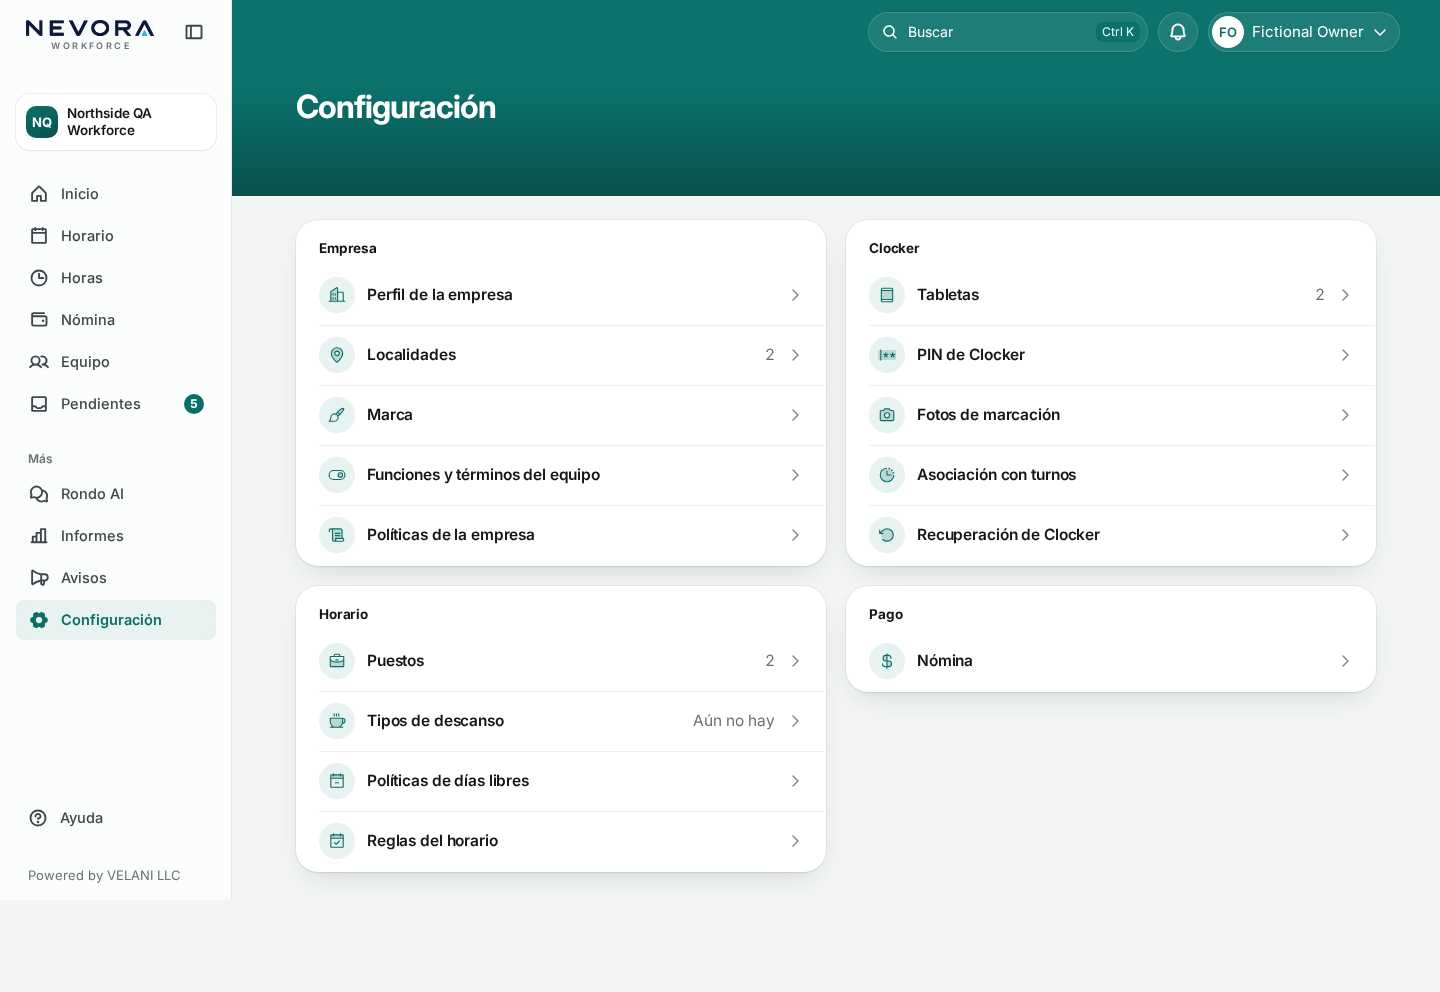 NEVORA
WORKFORCE
Northside QA
Workforce
NQ
Inicio
Horario
Horas
Nómina
Equipo
Pendientes 5
Más
Rondo AI
Informes
Avisos
Configuración
Ayuda
Powered by VELANI LLC
Buscar Ctrl K
FO Fictional Owner
Configuración
Empresa
Perfil de la empresa
Localidades 2
Marca
Funciones y términos del equipo
Políticas de la empresa
Clocker
Tabletas 2
PIN de Clocker
Fotos de marcación
Asociación con turnos
Recuperación de Clocker
Horario
Puestos 2
Tipos de descanso Aún no hay
Políticas de días libres
Reglas del horario
Pago
Nómina